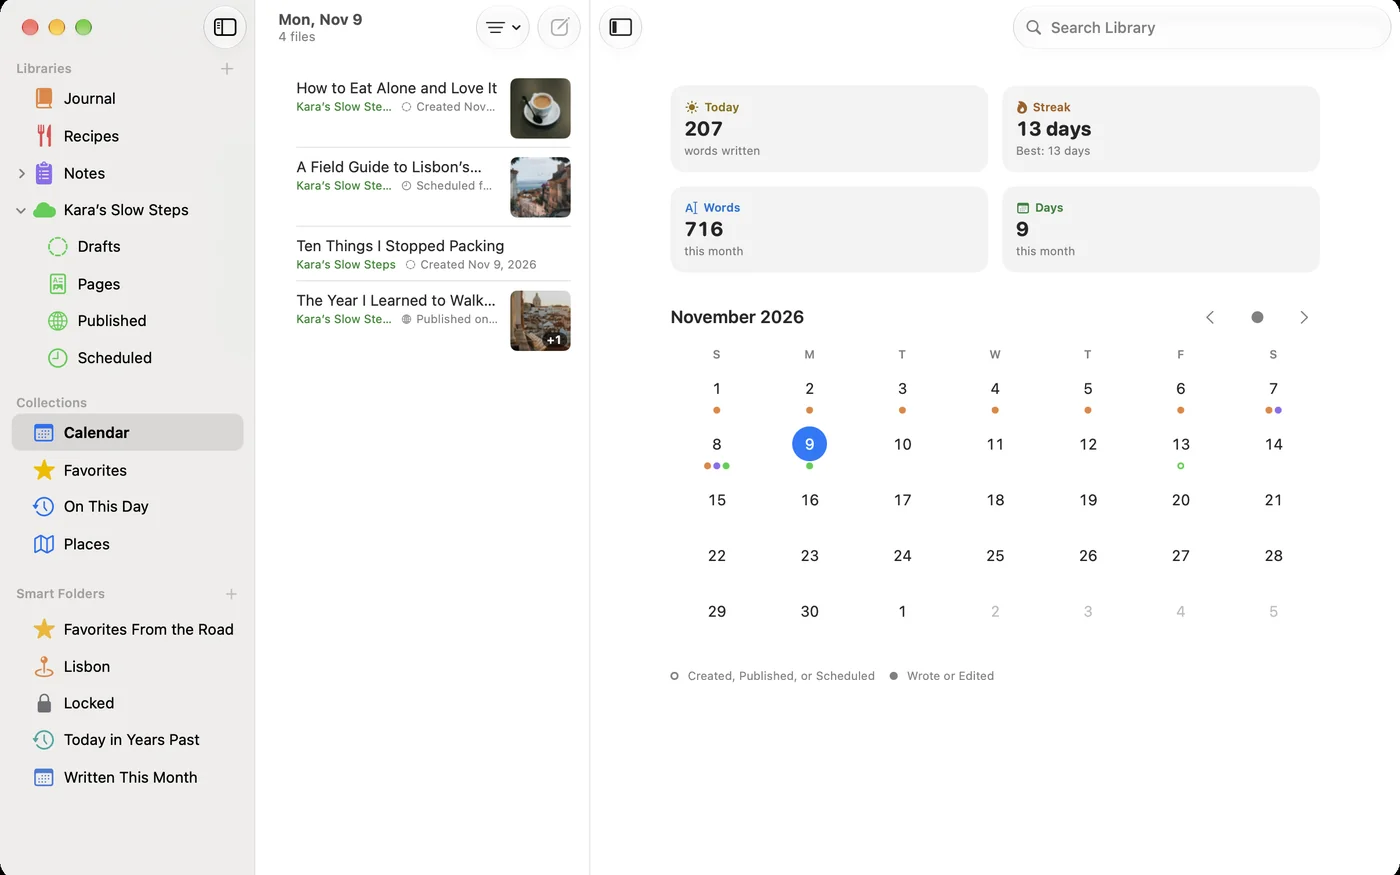 Libraries
Journal
Recipes
Notes
Kara's Slow Steps
Drafts
Pages
Published
Scheduled
Collections
Calendar
Favorites
On This Day
Places
Smart Folders
Favorites From the Road
Lisbon
Locked
Today in Years Past
Written This Month
Mon, Nov 9
4 files
How to Eat Alone and Love It
Kara's Slow Ste... Created Nov...
A Field Guide to Lisbon's...
Kara's Slow Ste... Scheduled f...
Ten Things I Stopped Packing
Kara's Slow Steps Created Nov 9, 2026
The Year I Learned to Walk...
Kara's Slow Ste... Published on...
+1
Search Library
Today
207
words written
Streak
13 days
Best: 13 days
Words
716
this month
Days
9
this month
November 2026
S M T W T F S
1 2 3 4 5 6 7
8 9 10 11 12 13 14
15 16 17 18 19 20 21
22 23 24 25 26 27 28
29 30 1 2 3 4 5
Created, Published, or Scheduled Wrote or Edited